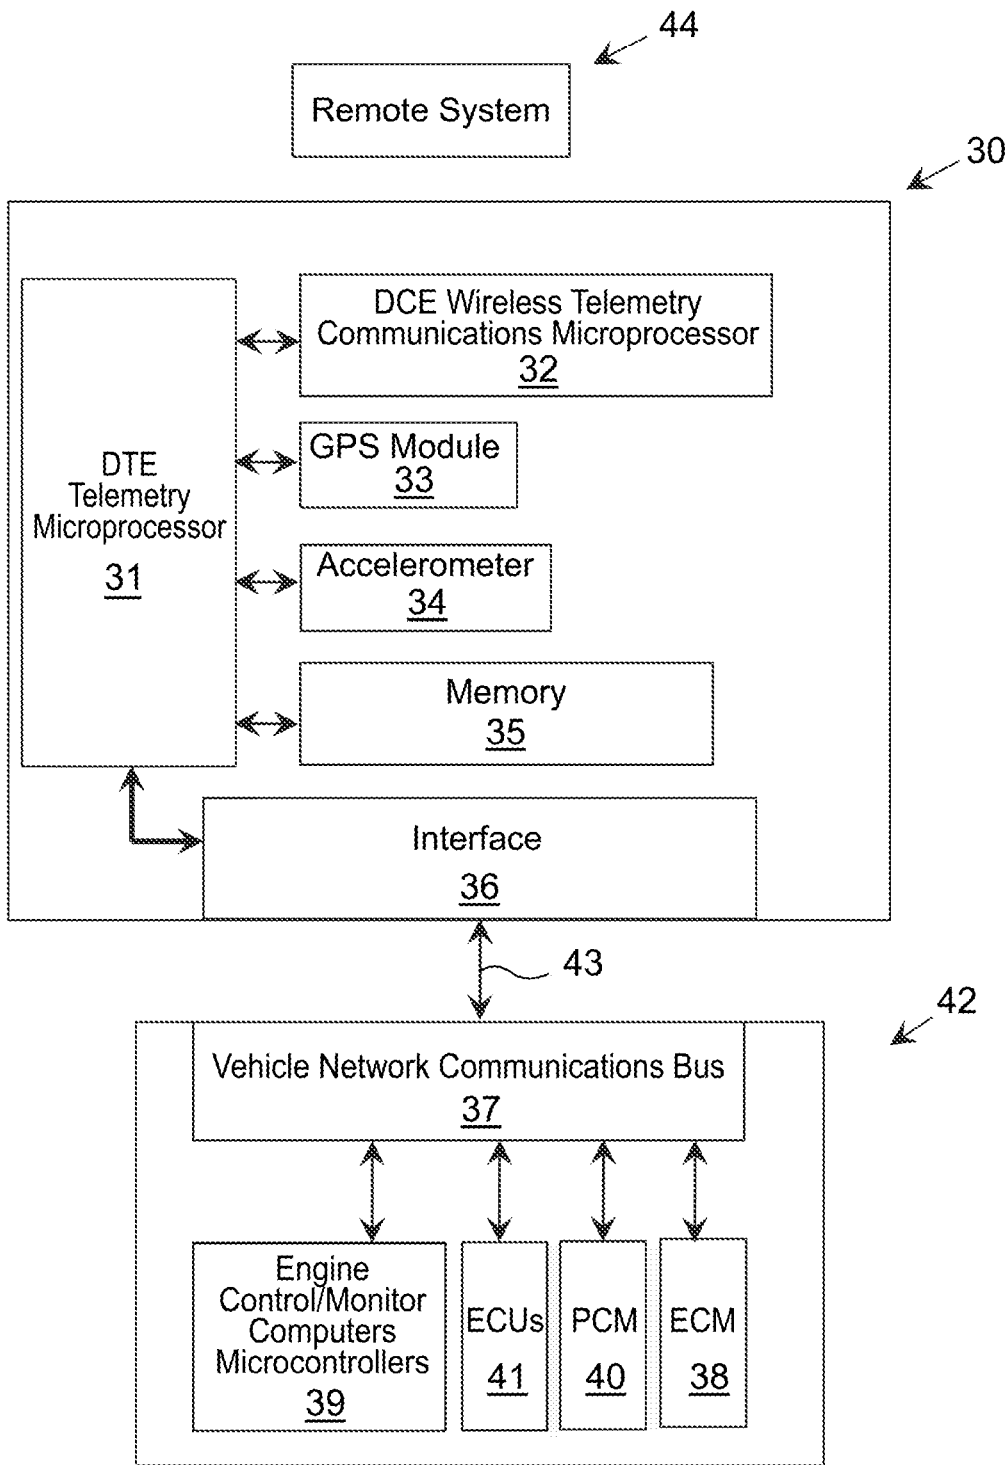 44
Remote System
30
DCE Wireless Telemetry
Communications Microprocessor
32
GPS Module
33
DTE
Telemetry
Microprocessor
31
Accelerometer
34
Memory
35
Interface
36
43
42
Vehicle Network Communications Bus
37
Engine
Control/Monitor
Computers
Microcontrollers
39
ECUs
41
PCM
40
ECM
38